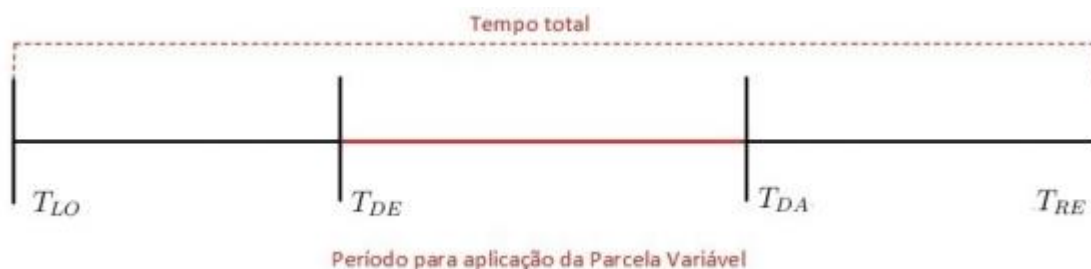 Tempo total
T_LO T_DE T_DA T_RE
Período para aplicação da Parcela Variável